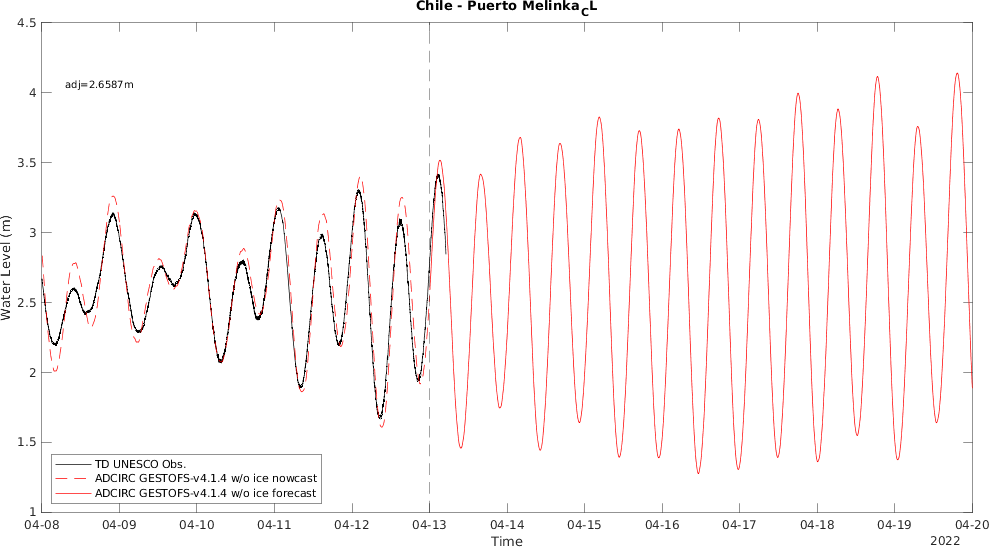 Chile - Puerto Melinka_CL
4.5
4
3.5
3
2.5
2
1.5
1
Water Level (m)
adj=2.6587m
TD UNESCO Obs.
ADCIRC GESTOFS-v4.1.4 w/o ice nowcast
ADCIRC GESTOFS-v4.1.4 w/o ice forecast
04-08 04-09 04-10 04-11 04-12 04-13 04-14 04-15 04-16 04-17 04-18 04-19 04-20
Time
2022